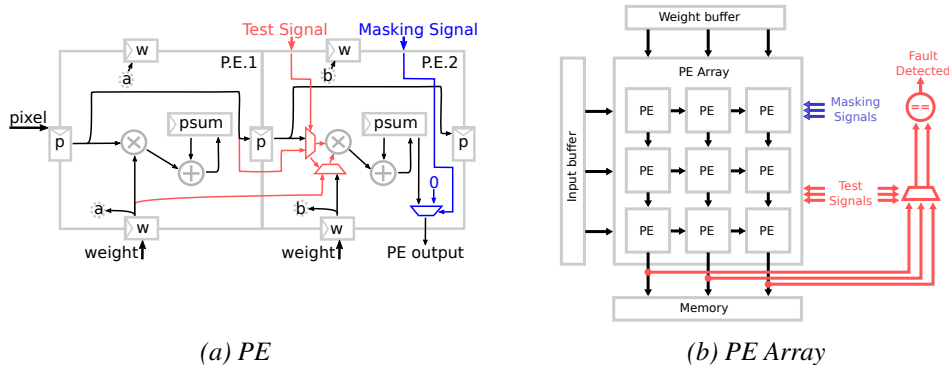 Test Signal
Masking Signal
w
P.E.1
w
P.E.2
a
b
pixel
psum
psum
p
p
p
0
a
b
w
w
weight
weight
PE output
(a) PE
Weight buffer
Fault
Detected
PE Array
Input buffer
PE
PE
PE
Masking
Signals
==
PE
PE
PE
Test
Signals
PE
PE
PE
Memory
(b) PE Array